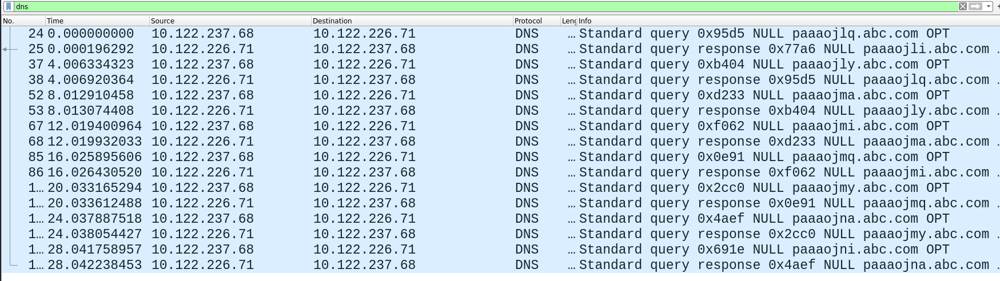 dns
No. Time Source Destination Protocol Leng Info
24 0.000000000 10.122.237.68 10.122.226.71 DNS … Standard query 0x95d5 NULL paaaojlq.abc.com OPT
25 0.000196292 10.122.226.71 10.122.237.68 DNS … Standard query response 0x77a6 NULL paaaojli.abc.com .
37 4.006334323 10.122.237.68 10.122.226.71 DNS … Standard query 0xb404 NULL paaaojly.abc.com OPT
38 4.006920364 10.122.226.71 10.122.237.68 DNS … Standard query response 0x95d5 NULL paaaojlq.abc.com .
52 8.012910458 10.122.237.68 10.122.226.71 DNS … Standard query 0xd233 NULL paaaojma.abc.com OPT
53 8.013074408 10.122.226.71 10.122.237.68 DNS … Standard query response 0xb404 NULL paaaojly.abc.com .
67 12.019400964 10.122.237.68 10.122.226.71 DNS … Standard query 0xf062 NULL paaaojmi.abc.com OPT
68 12.019932033 10.122.226.71 10.122.237.68 DNS … Standard query response 0xd233 NULL paaaojma.abc.com .
85 16.025895606 10.122.237.68 10.122.226.71 DNS … Standard query 0x0e91 NULL paaaojmq.abc.com OPT
86 16.026430520 10.122.226.71 10.122.237.68 DNS … Standard query response 0xf062 NULL paaaojmi.abc.com .
1… 20.033165294 10.122.237.68 10.122.226.71 DNS … Standard query 0x2cc0 NULL paaaojmy.abc.com OPT
1… 20.033612488 10.122.226.71 10.122.237.68 DNS … Standard query response 0x0e91 NULL paaaojmq.abc.com .
1… 24.037887518 10.122.237.68 10.122.226.71 DNS … Standard query 0x4aef NULL paaaojna.abc.com OPT
1… 24.038054427 10.122.226.71 10.122.237.68 DNS … Standard query response 0x2cc0 NULL paaaojmy.abc.com .
1… 28.041758957 10.122.237.68 10.122.226.71 DNS … Standard query 0x691e NULL paaaojni.abc.com OPT
1… 28.042238453 10.122.226.71 10.122.237.68 DNS … Standard query response 0x4aef NULL paaaojna.abc.com .